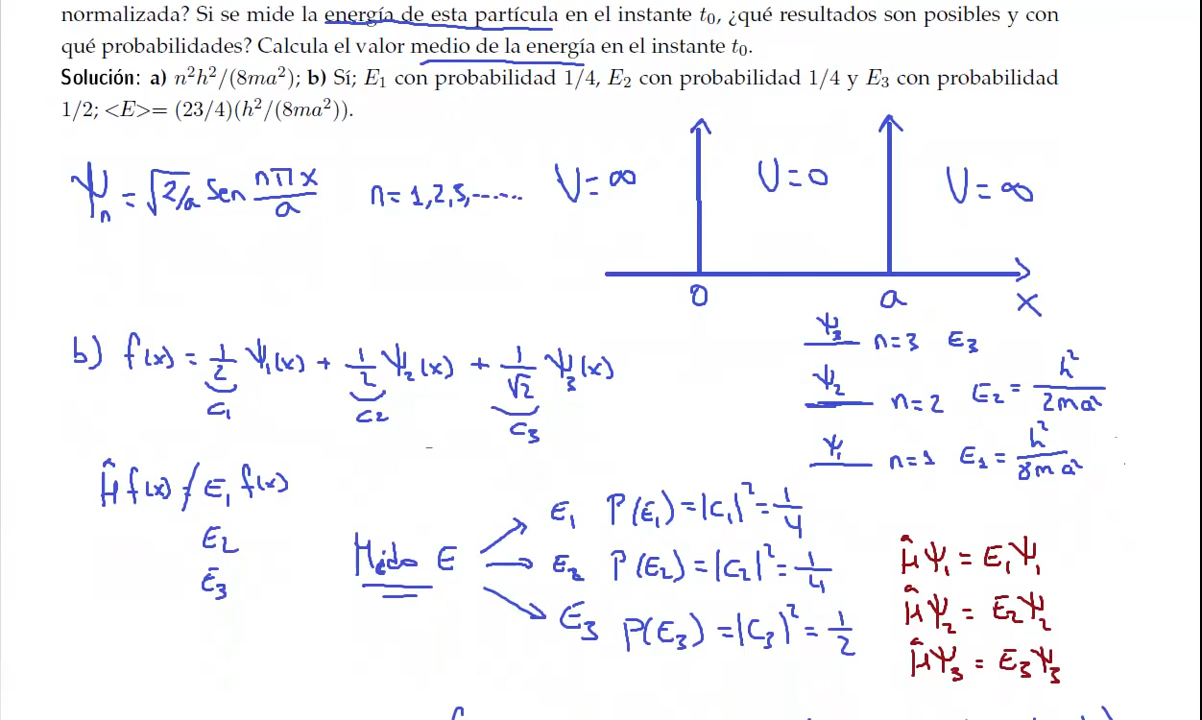 normalizada? Si se mide la energía de esta partícula en el instante t₀, ¿qué resultados son posibles y con
qué probabilidades? Calcula el valor medio de la energía en el instante t₀.
Solución: a) n²h²/(8ma²); b) Sí; E₁ con probabilidad 1/4, E₂ con probabilidad 1/4 y E₃ con probabilidad
1/2; <E>= (23/4)(h²/(8ma²)).
Ψₙ = √2/a Sen nπx/a n=1,2,3,...... U=∞ U=0 U=∞
0 a x
b) f(x) = 1/2 Ψ₁(x) + 1/2 Ψ₂(x) + 1/√2 Ψ₃(x)
C₁ C₂ C₃
Ψ₃ n=3 E₃
Ψ₂ n=2 E₂ = h²/2ma²
Ψ₁ n=1 E₁ = h²/8ma²
Ĥ f(x) ≠ E₁ f(x)
E₂
E₃
Mido E
E₁ P(E₁) = |C₁|² = 1/4
E₂ P(E₂) = |C₂|² = 1/4
E₃ P(E₃) = |C₃|² = 1/2
ĤΨ₁ = E₁Ψ₁
ĤΨ₂ = E₂Ψ₂
ĤΨ₃ = E₃Ψ₃